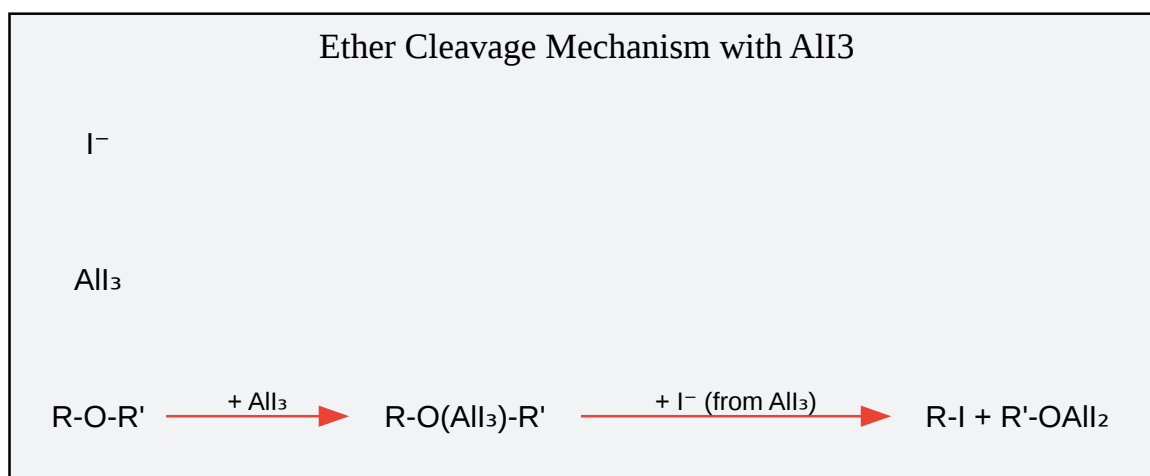 Ether Cleavage Mechanism with AlI3
I⁻
AlI₃
R-O-R'
+ AlI₃
R-O(AlI₃)-R'
+ I⁻ (from AlI₃)
R-I + R'-OAlI₂